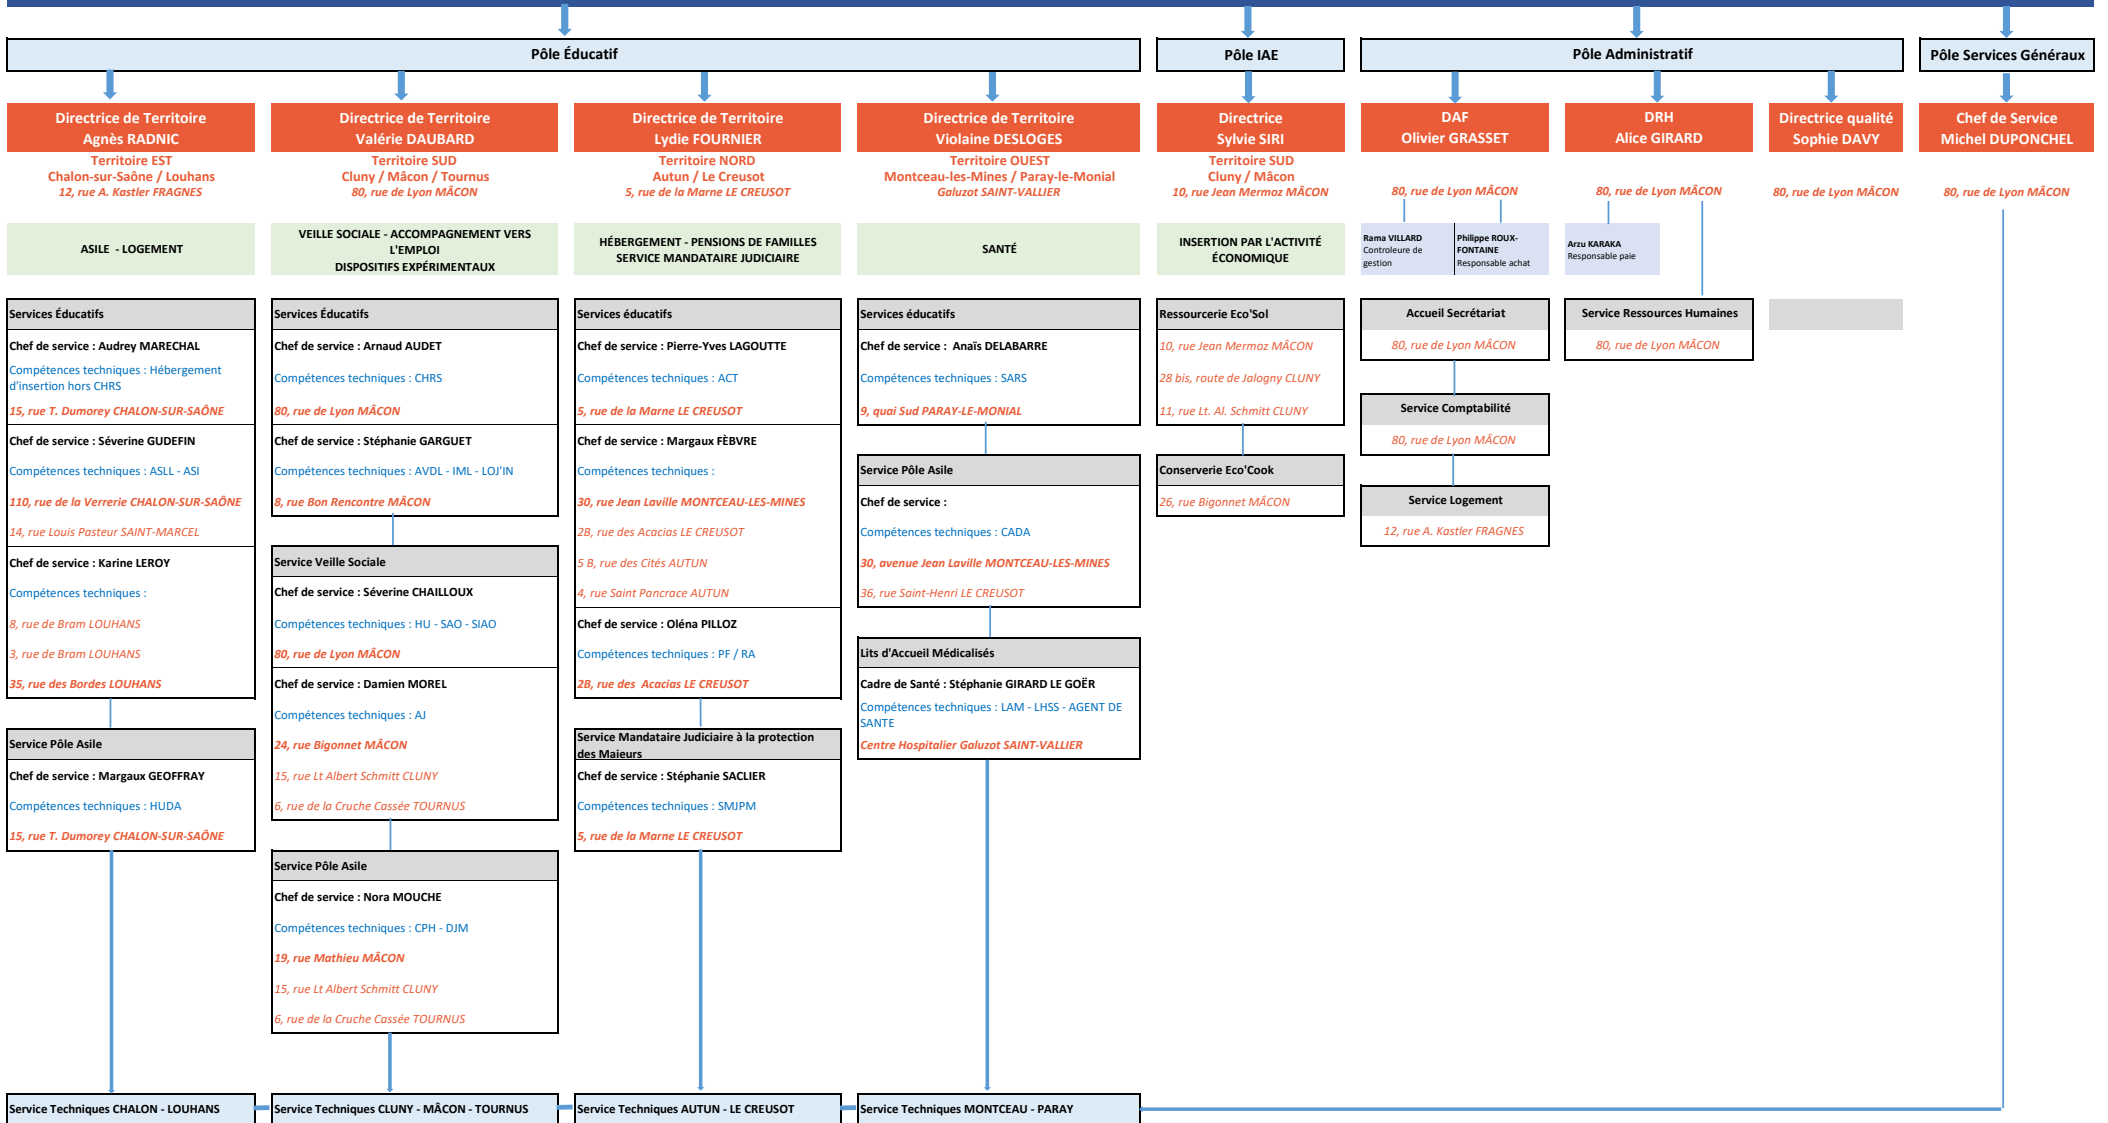 Pôle Éducatif
Pôle IAE
Pôle Administratif
Pôle Services Généraux
Directrice de Territoire
Agnès RADNIC
Territoire EST
Chalon-sur-Saône / Louhans
12, rue A. Kastler FRAGNES
ASILE - LOGEMENT
Services Éducatifs
Chef de service : Audrey MARECHAL
Compétences techniques : Hébergement
d'insertion hors CHRS
15, rue T. Dumorey CHALON-SUR-SAÔNE
Chef de service : Séverine GUDEFIN
Compétences techniques : ASLL - ASI
110, rue de la Verrerie CHALON-SUR-SAÔNE
14, rue Louis Pasteur SAINT-MARCEL
Chef de service : Karine LEROY
Compétences techniques :
8, rue de Bram LOUHANS
3, rue de Bram LOUHANS
35, rue des Bordes LOUHANS
Service Pôle Asile
Chef de service : Margaux GEOFFRAY
Compétences techniques : HUDA
15, rue T. Dumorey CHALON-SUR-SAÔNE
Service Techniques CHALON - LOUHANS
Directrice de Territoire
Valérie DAUBARD
Territoire SUD
Cluny / Mâcon / Tournus
80, rue de Lyon MÂCON
VEILLE SOCIALE - ACCOMPAGNEMENT VERS
L'EMPLOI
DISPOSITIFS EXPÉRIMENTAUX
Services Éducatifs
Chef de service : Arnaud AUDET
Compétences techniques : CHRS
80, rue de Lyon MÂCON
Chef de service : Stéphanie GARGUET
Compétences techniques : AVDL - IML - LOJ'IN
8, rue Bon Rencontre MÂCON
Service Veille Sociale
Chef de service : Séverine CHAILLOUX
Compétences techniques : HU - SAO - SIAO
80, rue de Lyon MÂCON
Chef de service : Damien MOREL
Compétences techniques : AJ
24, rue Bigonnet MÂCON
15, rue Lt Albert Schmitt CLUNY
6, rue de la Cruche Cassée TOURNUS
Service Pôle Asile
Chef de service : Nora MOUCHE
Compétences techniques : CPH - DJM
19, rue Mathieu MÂCON
15, rue Lt Albert Schmitt CLUNY
6, rue de la Cruche Cassée TOURNUS
Service Techniques CLUNY - MÂCON - TOURNUS
Directrice de Territoire
Lydie FOURNIER
Territoire NORD
Autun / Le Creusot
5, rue de la Marne LE CREUSOT
HÉBERGEMENT - PENSIONS DE FAMILLES
SERVICE MANDATAIRE JUDICIAIRE
Services éducatifs
Chef de service : Pierre-Yves LAGOUTTE
Compétences techniques : ACT
5, rue de la Marne LE CREUSOT
Chef de service : Margaux FÈBVRE
Compétences techniques :
30, rue Jean Laville MONTCEAU-LES-MINES
2B, rue des Acacias LE CREUSOT
5 B, rue des Cités AUTUN
4, rue Saint Pancrace AUTUN
Chef de service : Oléna PILLOZ
Compétences techniques : PF / RA
2B, rue des Acacias LE CREUSOT
Service Mandataire Judiciaire à la protection
des Majeurs
Chef de service : Stéphanie SACLIER
Compétences techniques : SMJPM
5, rue de la Marne LE CREUSOT
Service Techniques AUTUN - LE CREUSOT
Directrice de Territoire
Violaine DESLOGES
Territoire OUEST
Montceau-les-Mines / Paray-le-Monial
Galuzot SAINT-VALLIER
SANTÉ
Services éducatifs
Chef de service : Anaïs DELABARRE
Compétences techniques : SARS
9, quai Sud PARAY-LE-MONIAL
Service Pôle Asile
Chef de service :
Compétences techniques : CADA
30, avenue Jean Laville MONTCEAU-LES-MINES
36, rue Saint-Henri LE CREUSOT
Lits d'Accueil Médicalisés
Cadre de Santé : Stéphanie GIRARD LE GOËR
Compétences techniques : LAM - LHSS - AGENT DE
SANTE
Centre Hospitalier Galuzot SAINT-VALLIER
Service Techniques MONTCEAU - PARAY
Directrice
Sylvie SIRI
Territoire SUD
Cluny / Mâcon
10, rue Jean Mermoz MÂCON
INSERTION PAR L'ACTIVITÉ
ÉCONOMIQUE
Ressourcerie Eco'Sol
10, rue Jean Mermoz MÂCON
28 bis, route de Jalogny CLUNY
11, rue Lt. Al. Schmitt CLUNY
Conserverie Eco'Cook
26, rue Bigonnet MÂCON
DAF
Olivier GRASSET
80, rue de Lyon MÂCON
Rama VILLARD
Controleure de
gestion
Philippe ROUX-
FONTAINE
Responsable achat
Accueil Secrétariat
80, rue de Lyon MÂCON
Service Comptabilité
80, rue de Lyon MÂCON
Service Logement
12, rue A. Kastler FRAGNES
DRH
Alice GIRARD
80, rue de Lyon MÂCON
Arzu KARAKA
Responsable paie
Service Ressources Humaines
80, rue de Lyon MÂCON
Directrice qualité
Sophie DAVY
80, rue de Lyon MÂCON
Chef de Service
Michel DUPONCHEL
80, rue de Lyon MÂCON